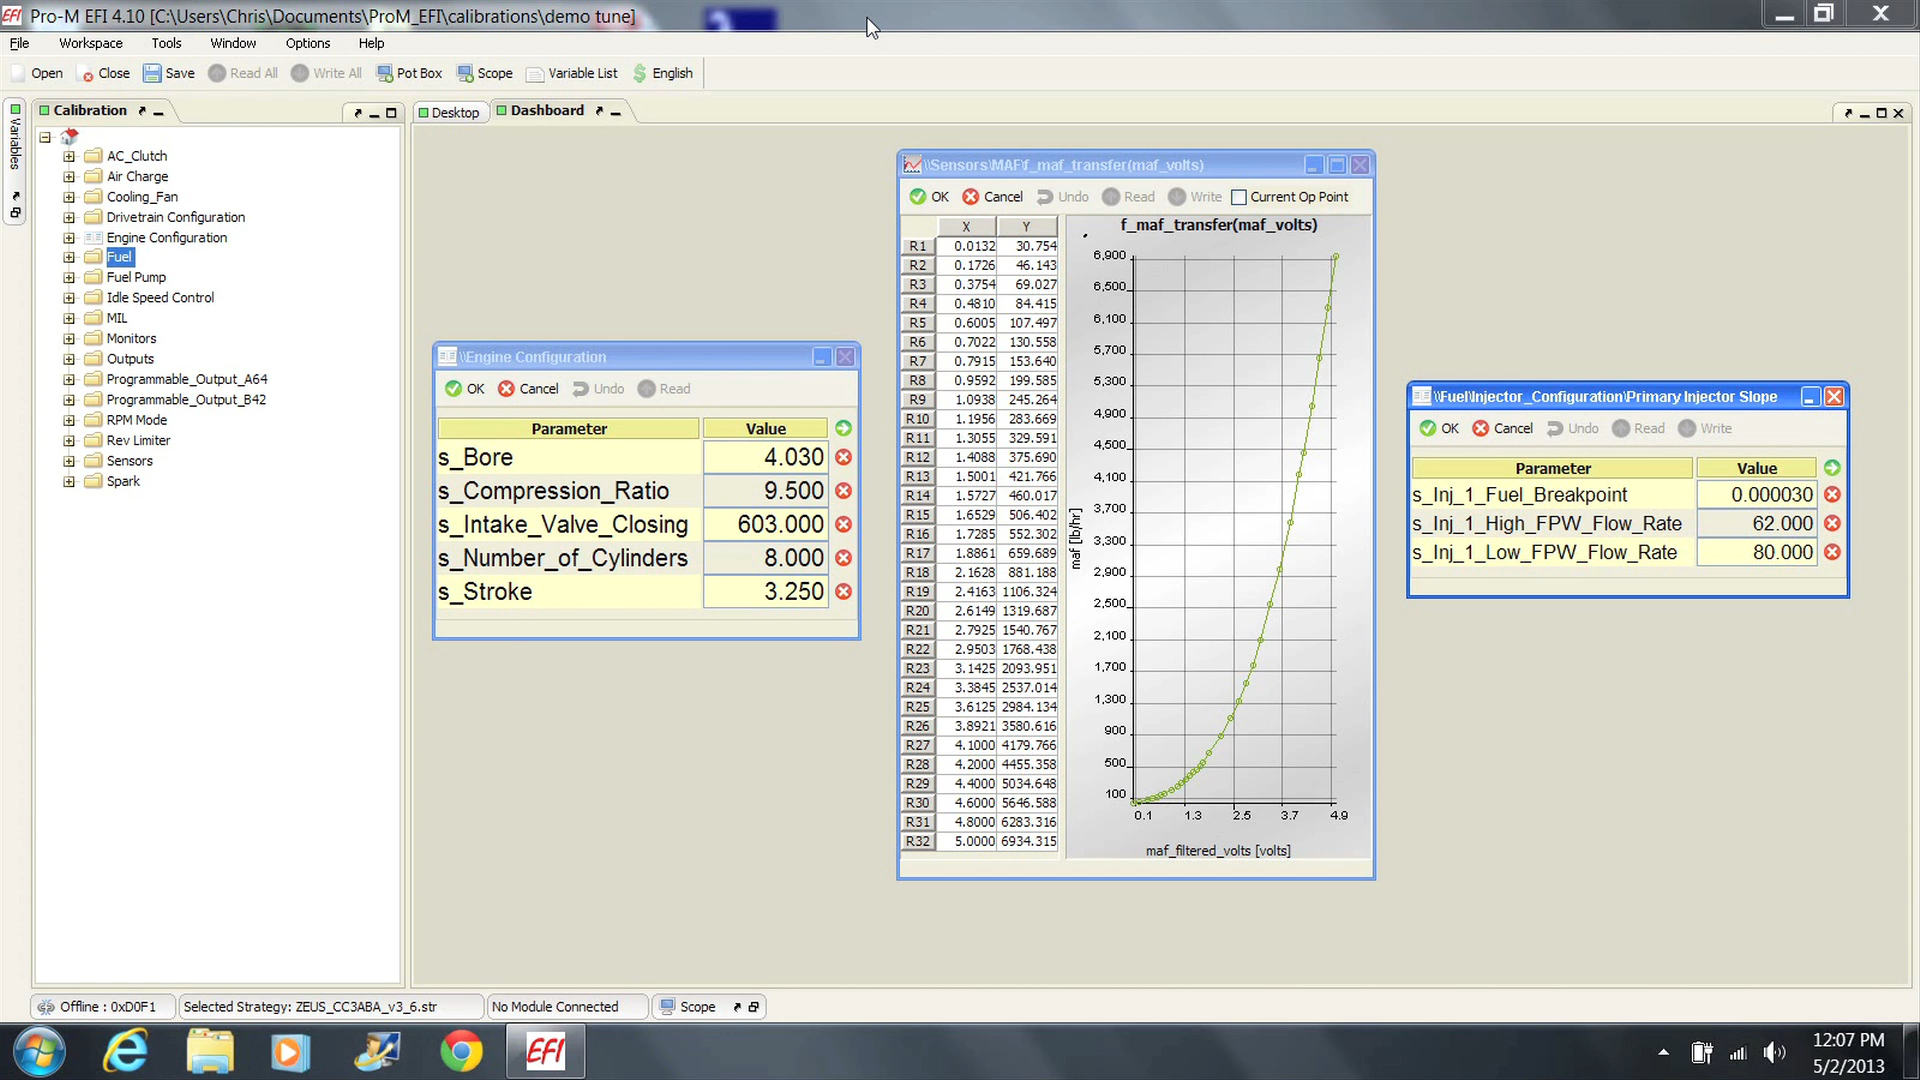 EFI Pro-M EFI 4.10 [C:\Users\Chris\Documents\ProM_EFI\calibrations\demo tune]
File Workspace Tools Window Options Help
Open Close Save Read All Write All Pot Box Scope Variable List English
Variables
Calibration
AC_Clutch
Air Charge
Cooling_Fan
Drivetrain Configuration
Engine Configuration
Fuel
Fuel Pump
Idle Speed Control
MIL
Monitors
Outputs
Programmable_Output_A64
Programmable_Output_B42
RPM Mode
Rev Limiter
Sensors
Spark
Desktop Dashboard
\\Engine Configuration
OK Cancel Undo Read
Parameter Value
s_Bore 4.030
s_Compression_Ratio 9.500
s_Intake_Valve_Closing 603.000
s_Number_of_Cylinders 8.000
s_Stroke 3.250
\\Sensors\MAF\f_maf_transfer(maf_volts)
OK Cancel Undo Read Write Current Op Point
X Y
R1 0.0132 30.754
R2 0.1726 46.143
R3 0.3754 69.027
R4 0.4810 84.415
R5 0.6005 107.497
R6 0.7022 130.558
R7 0.7915 153.640
R8 0.9592 199.585
R9 1.0938 245.264
R10 1.1956 283.669
R11 1.3055 329.591
R12 1.4088 375.690
R13 1.5001 421.766
R14 1.5727 460.017
R15 1.6529 506.402
R16 1.7285 552.302
R17 1.8861 659.689
R18 2.1628 881.188
R19 2.4163 1106.324
R20 2.6149 1319.687
R21 2.7925 1540.767
R22 2.9503 1768.438
R23 3.1425 2093.951
R24 3.3845 2537.014
R25 3.6125 2984.134
R26 3.8921 3580.616
R27 4.1000 4179.766
R28 4.2000 4455.358
R29 4.4000 5034.648
R30 4.6000 5646.588
R31 4.8000 6283.316
R32 5.0000 6934.315
f_maf_transfer(maf_volts)
6,900
6,500
6,100
5,700
5,300
4,900
4,500
4,100
3,700
3,300
2,900
2,500
2,100
1,700
1,300
900
500
100
maf [lb/hr]
0.1 1.3 2.5 3.7 4.9
maf_filtered_volts [volts]
\\Fuel\Injector_Configuration\Primary Injector Slope
OK Cancel Undo Read Write
Parameter Value
s_Inj_1_Fuel_Breakpoint 0.000030
s_Inj_1_High_FPW_Flow_Rate 62.000
s_Inj_1_Low_FPW_Flow_Rate 80.000
Offline : 0xD0F1 Selected Strategy: ZEUS_CC3ABA_v3_6.str No Module Connected Scope
EFI
12:07 PM
5/2/2013